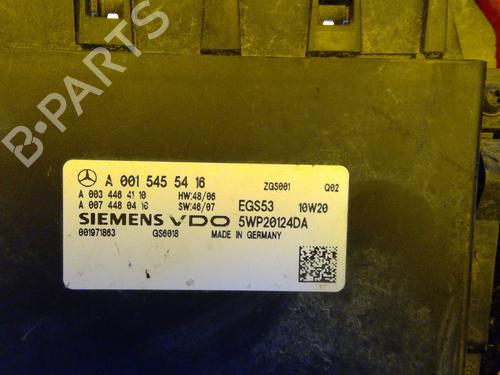 A 001 545 54 16 ZGS001 Q02
A 003 446 41 10 HW:48/06
A 007 448 04 16 SW:46/07 EGS53 10W20
SIEMENS VDO 5WP20124DA
001971863 GS6018 MADE IN GERMANY
B-PARTS